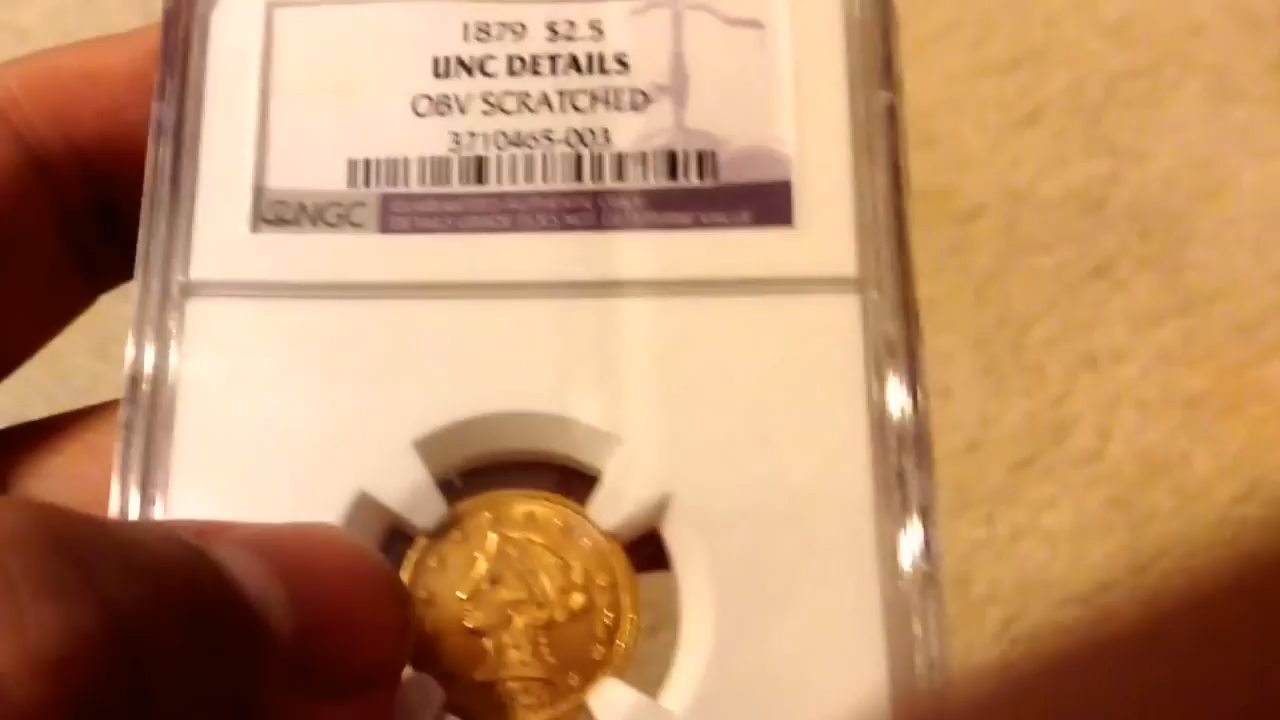 1879 $2.5
UNC DETAILS
OBV SCRATCHED
3710465-003
NGC